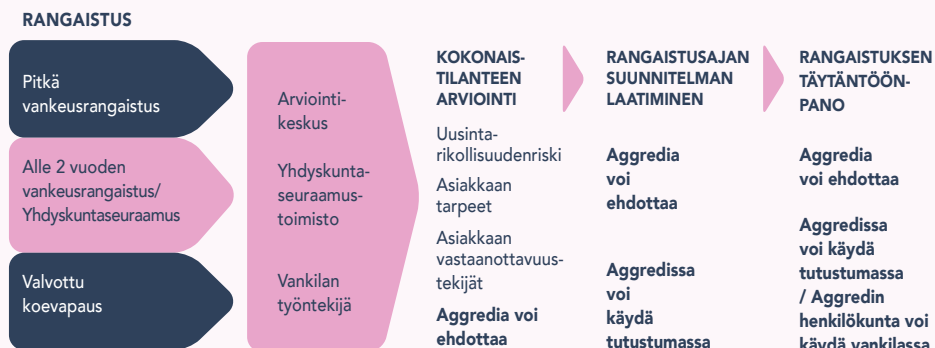 RANGAISTUS
Pitkä
vankeusrangaistus
Alle 2 vuoden
vankeusrangaistus/
Yhdyskuntaseuraamus
Valvottu
koevapaus
Arviointi-
keskus
Yhdyskunta-
seuraamus-
toimisto
Vankilan
työntekijä
KOKONAIS-
TILANTEEN
ARVIOINTI
Uusinta-
rikollisuudenriski
Asiakkaan
tarpeet
Asiakkaan
vastaanottavuus-
tekijät
Aggredia voi
ehdottaa
RANGAISTUSAJAN
SUUNNITELMAN
LAATIMINEN
Aggredia
voi
ehdottaa
Aggredissa
voi
käydä
tutustumassa
RANGAISTUKSEN
TÄYTÄNTÖÖN-
PANO
Aggredia
voi ehdottaa
Aggredissa
voi käydä
tutustumassa
/ Aggredin
henkilökunta voi
käydä vankilassa